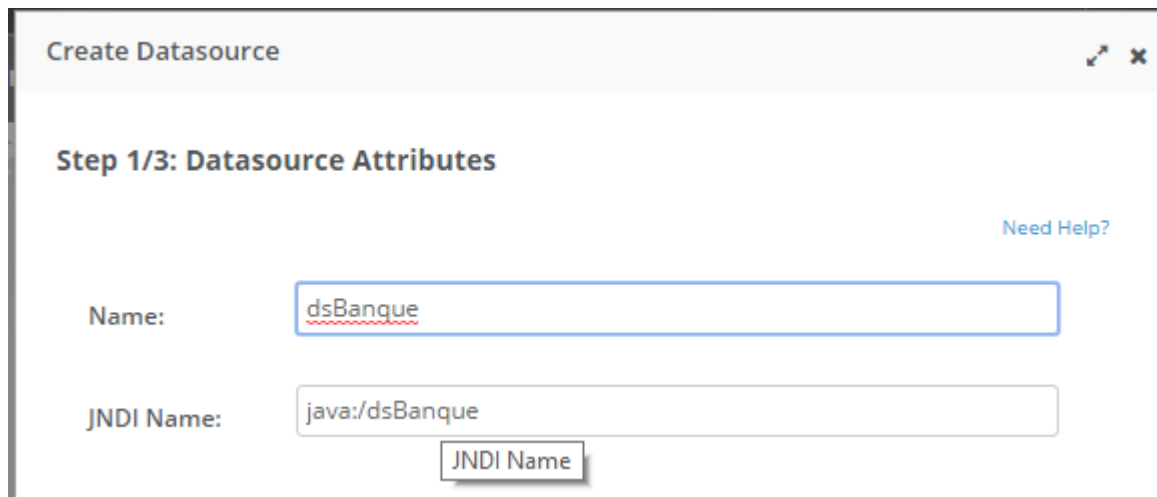 Create Datasource
Step 1/3: Datasource Attributes
Need Help?
Name: dsBanque
JNDI Name: java:/dsBanque
JNDI Name